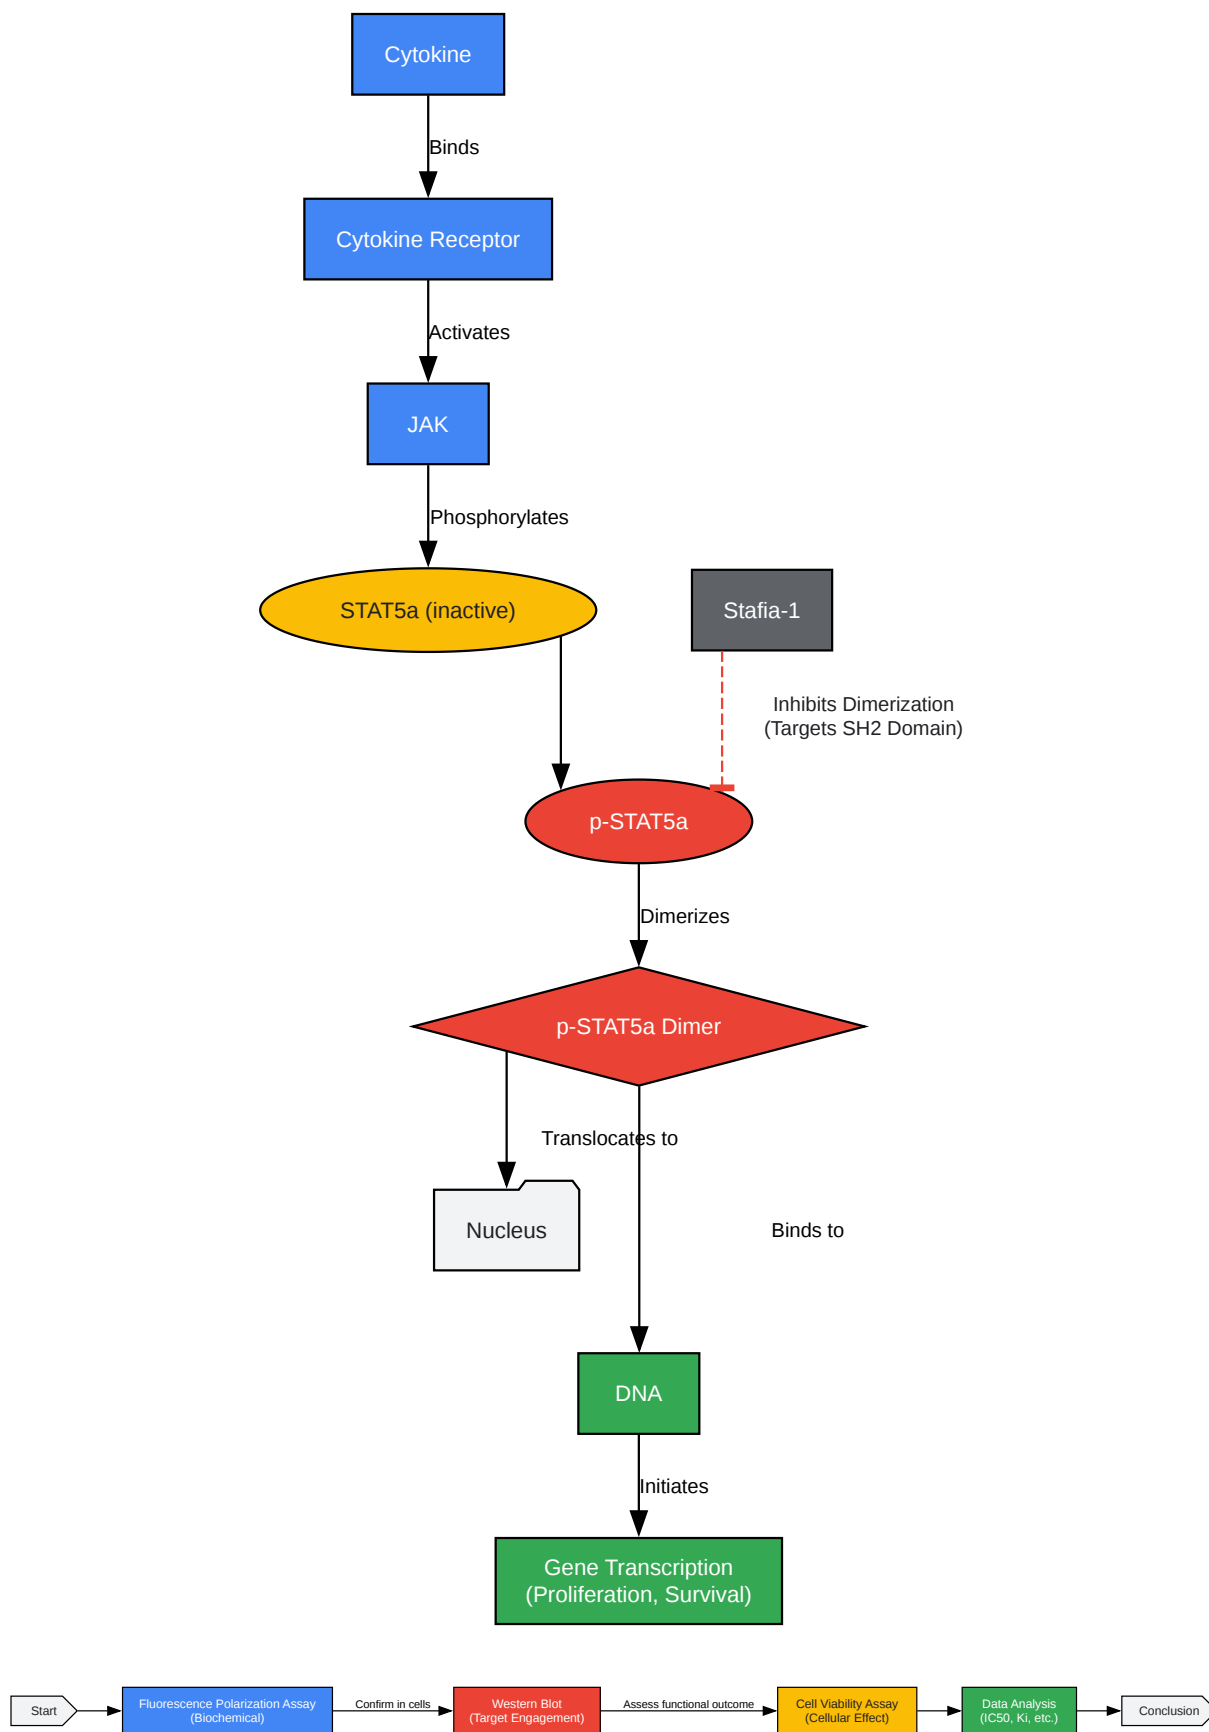 Cytokine
Binds
Cytokine Receptor
Activates
JAK
Phosphorylates
STAT5a (inactive)
Stafia-1
Inhibits Dimerization
(Targets SH2 Domain)
p-STAT5a
Dimerizes
p-STAT5a Dimer
Translocates to
Nucleus
Binds to
DNA
Initiates
Gene Transcription
(Proliferation, Survival)
Start
Fluorescence Polarization Assay
(Biochemical)
Confirm in cells
Western Blot
(Target Engagement)
Assess functional outcome
Cell Viability Assay
(Cellular Effect)
Data Analysis
(IC50, Ki, etc.)
Conclusion